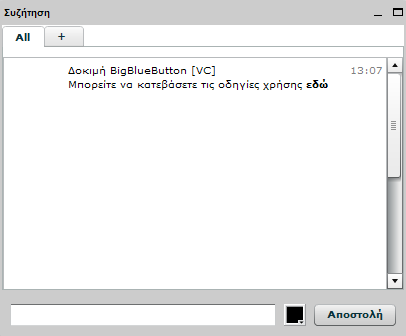 Συζήτηση
All
+
Δοκιμή BigBlueButton [VC] 13:07
Μπορείτε να κατεβάσετε τις οδηγίες χρήσης εδώ
Αποστολή